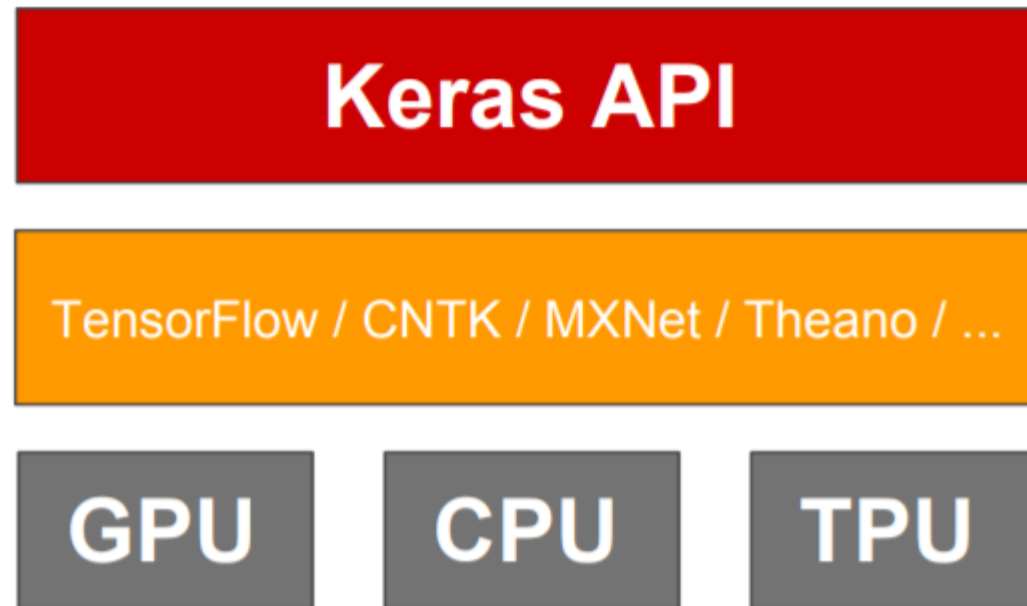 Keras API
TensorFlow / CNTK / MXNet / Theano / ...
GPU CPU TPU